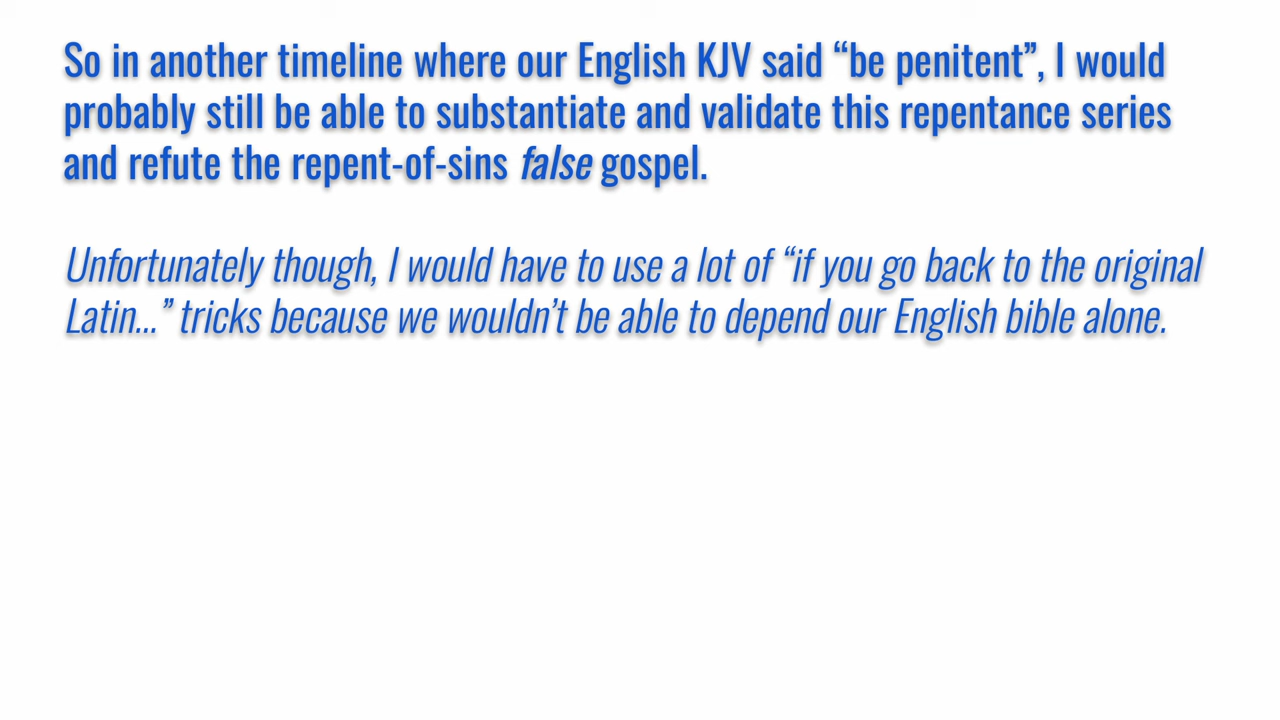 So in another timeline where our English KJV said “be penitent”, I would
probably still be able to substantiate and validate this repentance series
and refute the repent-of-sins false gospel.
Unfortunately though, I would have to use a lot of “if you go back to the original
Latin...” tricks because we wouldn’t be able to depend our English bible alone.